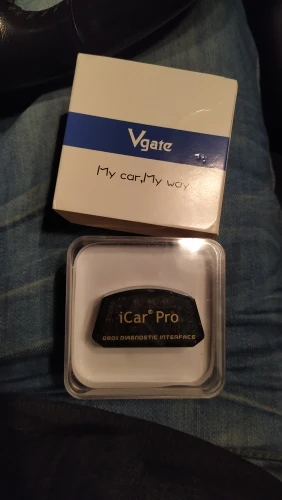 Vgate
My car,My way
iCar® Pro
OBDII DIAGNOSTIC INTERFACE